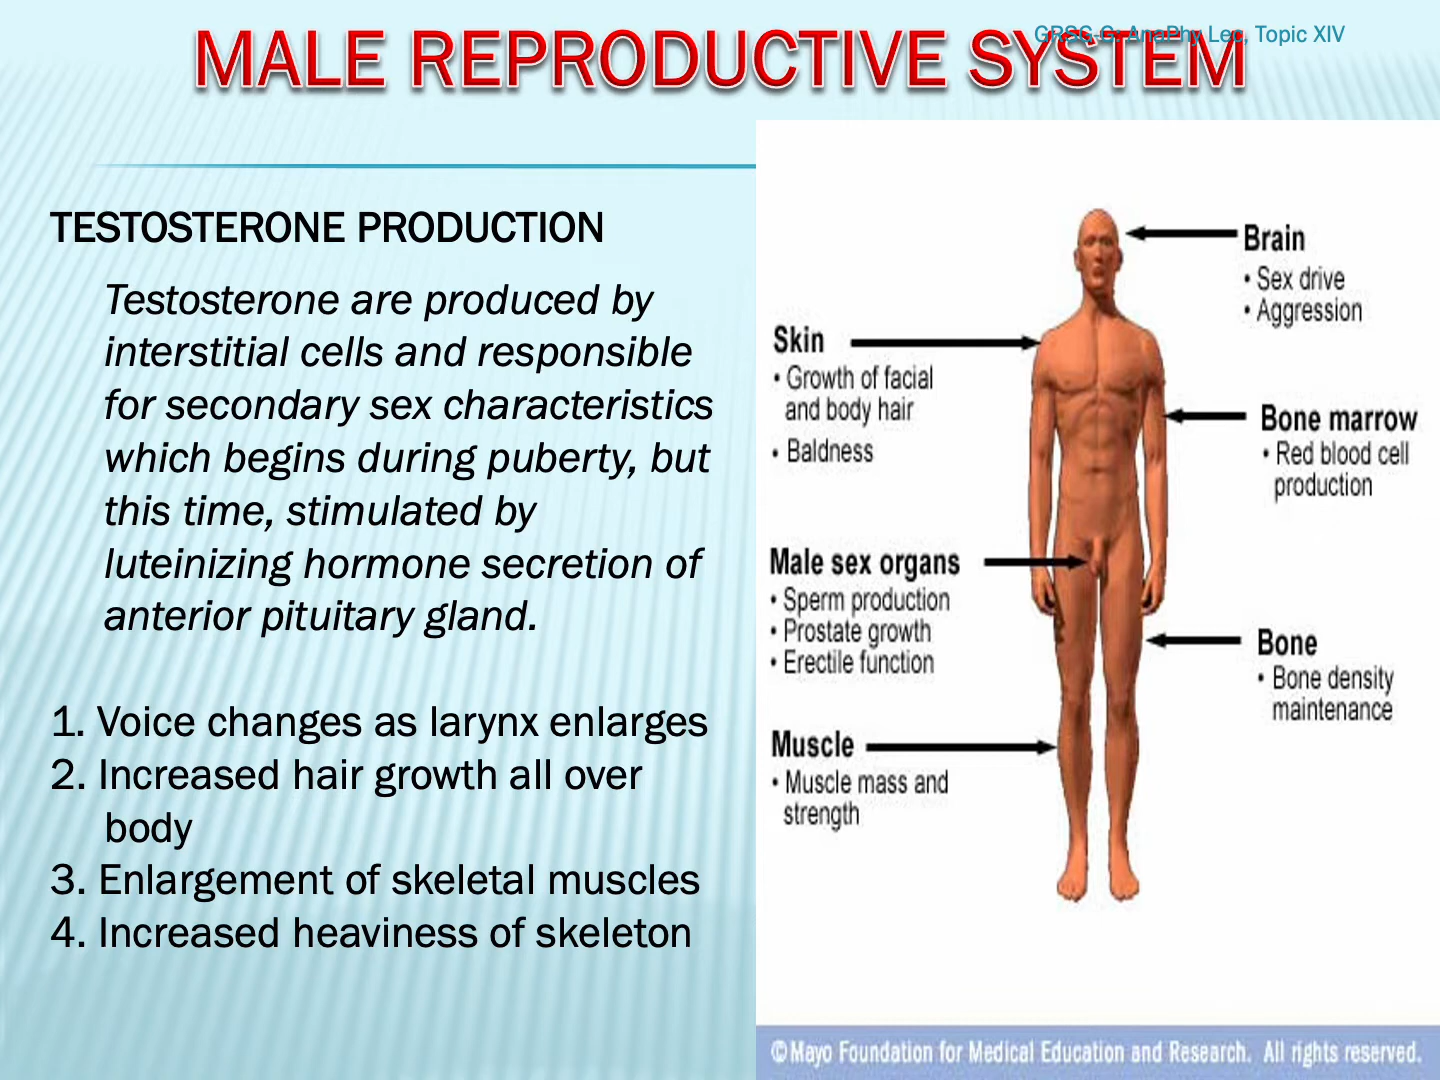 GRSG-G: AnaPhy Lec, Topic XIV
MALE REPRODUCTIVE SYSTEM
TESTOSTERONE PRODUCTION
Testosterone are produced by
interstitial cells and responsible
for secondary sex characteristics
which begins during puberty, but
this time, stimulated by
luteinizing hormone secretion of
anterior pituitary gland.
1. Voice changes as larynx enlarges
2. Increased hair growth all over
body
3. Enlargement of skeletal muscles
4. Increased heaviness of skeleton
Brain
• Sex drive
• Aggression
Skin
• Growth of facial
and body hair
• Baldness
Bone marrow
• Red blood cell
production
Male sex organs
• Sperm production
• Prostate growth
• Erectile function
Bone
• Bone density
maintenance
Muscle
• Muscle mass and
strength
©Mayo Foundation for Medical Education and Research. All rights reserved.